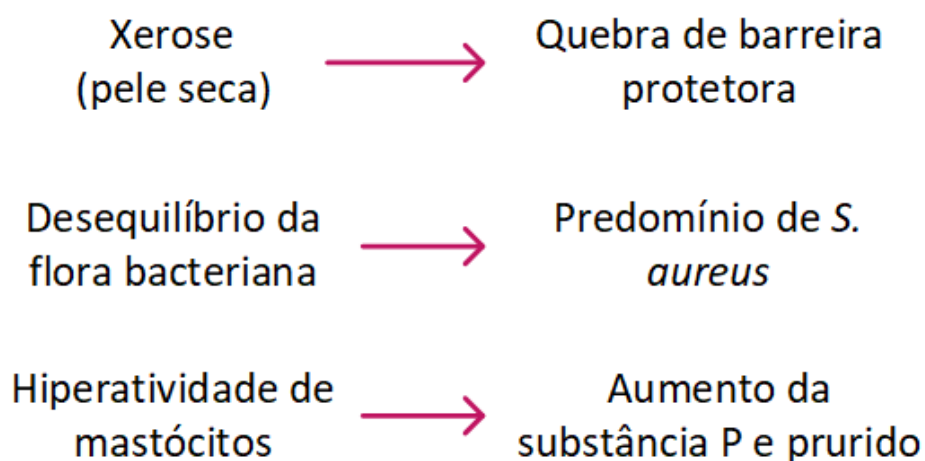 Xerose
(pele seca)
Quebra de barreira
protetora
Desequilíbrio da
flora bacteriana
Predomínio de S.
aureus
Hiperatividade de
mastócitos
Aumento da
substância P e prurido